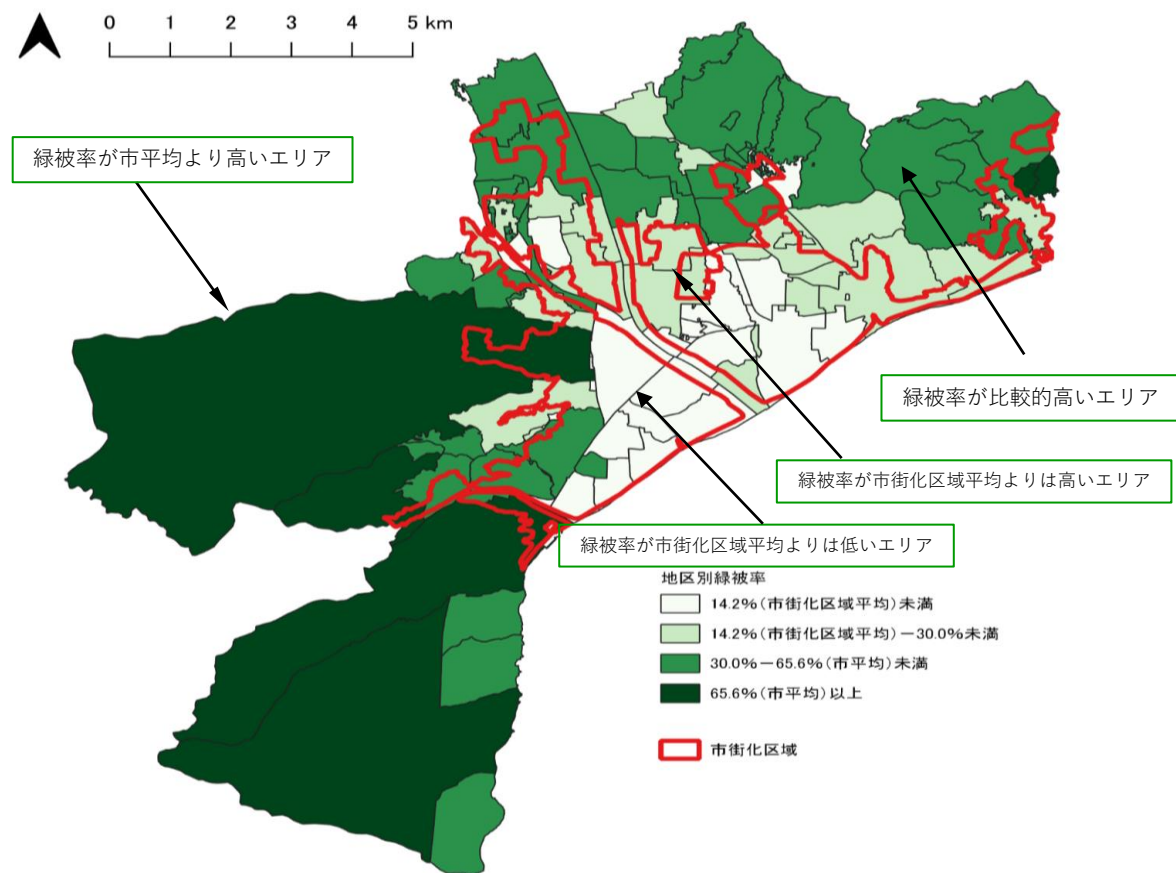 0 1 2 3 4 5 km
緑被率が市平均より高いエリア
緑被率が比較的高いエリア
緑被率が市街化区域平均よりは高いエリア
緑被率が市街化区域平均よりは低いエリア
地区別緑被率
14.2%(市街化区域平均)未満
14.2%(市街化区域平均)−30.0%未満
30.0%−65.6%(市平均)未満
65.6%(市平均)以上
市街化区域